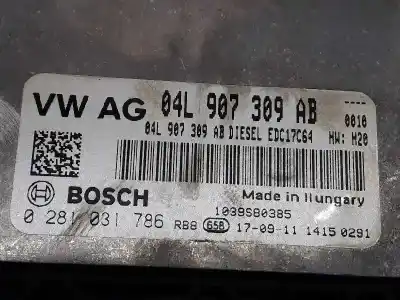 VW AG 04L 907 309 AB ----
0010
04L 907 309 AB DIESEL EDC17C64 HW: H20
BOSCH Made in Hungary
1039S80385
0 281 031 786 RBB 658 17-09-11 1415 0291